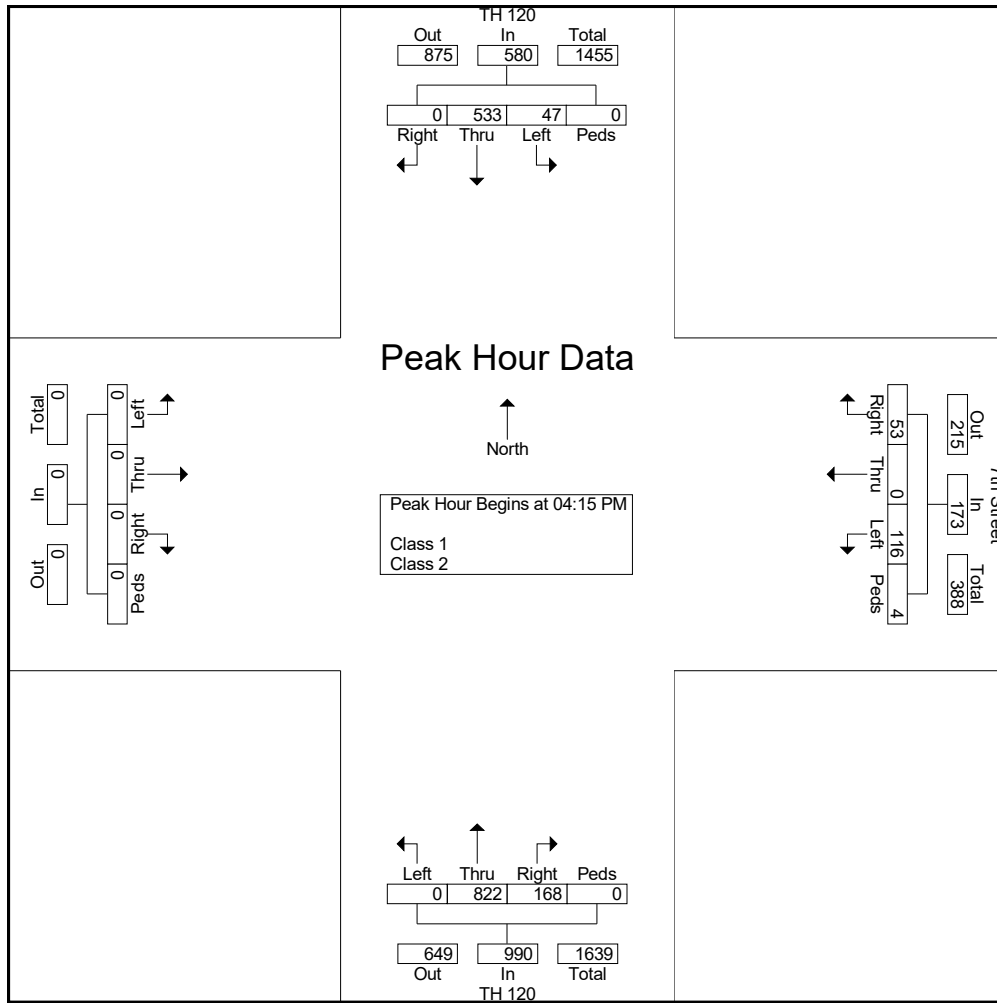 TH 120
Out In Total
875 580 1455
0 533 47 0
Right Thru Left Peds
Peak Hour Data
North
Peak Hour Begins at 04:15 PM
Class 1
Class 2
Total In Out
0 0 0
0 0 0 0
Left Thru Right Peds
Right Thru Left Peds
53 0 116 4
Out In Total
215 173 388
7th Street
Left Thru Right Peds
0 822 168 0
649 990 1639
Out In Total
TH 120